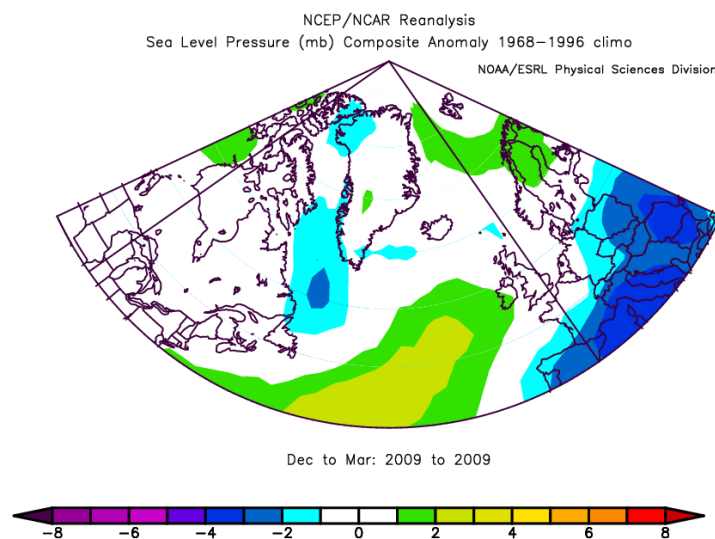 NCEP/NCAR Reanalysis
Sea Level Pressure (mb) Composite Anomaly 1968−1996 climo
NOAA/ESRL Physical Sciences Division
Dec to Mar: 2009 to 2009
−8 −6 −4 −2 0 2 4 6 8